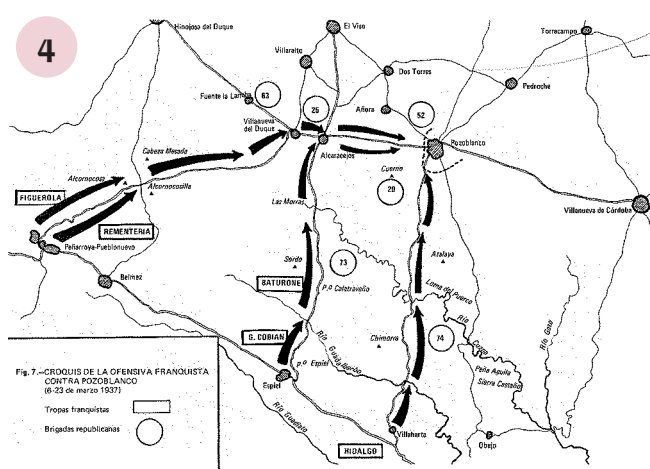 4
Hinojosa del Duque
El Viso
Torrecampo
Villaralto
Dos Torres
Pedroche
Fuente la Lancha
63
25
Añora
52
Villanueva del Duque
Alcaracejos
Pozoblanco
Cabeza Mesada
Cuerno
Alcornocosa
20
FIGUEROLA
Alcornocosilla
Las Morras
Villanueva de Córdoba
REMENTERIA
Peñarroya-Pueblonuevo
Sordo
73
Atalaya
Belmez
BATURONE
P.º Calatraveño
Loma del Puerco
Río
Cuzna
Río Gato
G. COBIAN
Río Guadalbarbo
Chimorra
74
Peña Aguila
Sierra Castaño
P.º Espiel
Espiel
Río Guadiato
Villaharta
Obejo
HIDALGO
Fig. 7.—CROQUIS DE LA OFENSIVA FRANQUISTA
CONTRA POZOBLANCO
(6-23 de marzo 1937)
Tropas franquistas
Brigadas republicanas